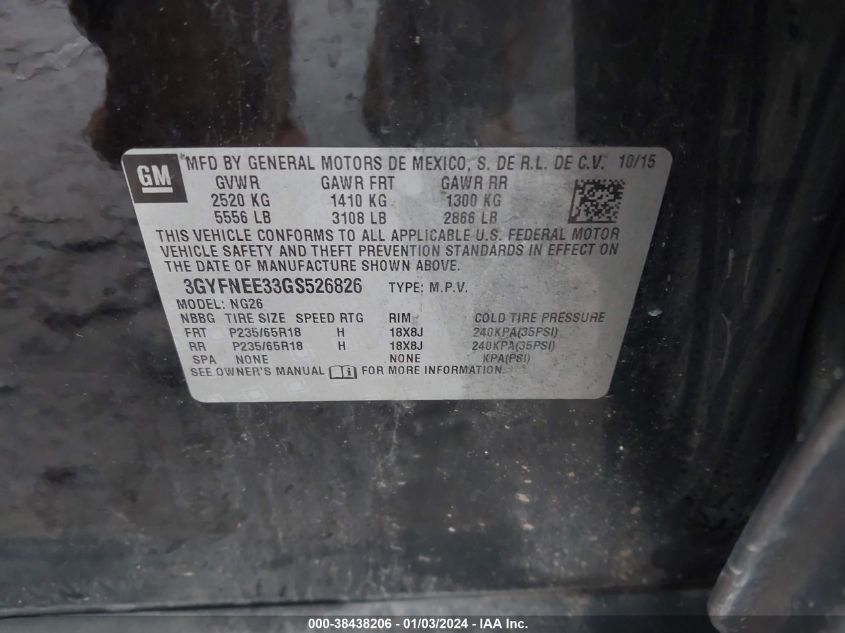 GM
*MFD BY GENERAL MOTORS DE MEXICO, S. DE R.L. DE C.V. 10/15
GVWR GAWR FRT GAWR RR
2520 KG 1410 KG 1300 KG
5556 LB 3108 LB 2866 LB
THIS VEHICLE CONFORMS TO ALL APPLICABLE U.S. FEDERAL MOTOR
VEHICLE SAFETY AND THEFT PREVENTION STANDARDS IN EFFECT ON
THE DATE OF MANUFACTURE SHOWN ABOVE.
3GYFNEE33GS526826 TYPE: M.P.V.
MODEL: NG26
NBBG TIRE SIZE SPEED RTG RIM COLD TIRE PRESSURE
FRT P235/65R18 H 18X8J 240KPA(35PSI)
RR P235/65R18 H 18X8J 240KPA(35PSI)
SPA NONE NONE KPA(PSI)
SEE OWNER'S MANUAL FOR MORE INFORMATION.
000-38438206 - 01/03/2024 - IAA Inc.